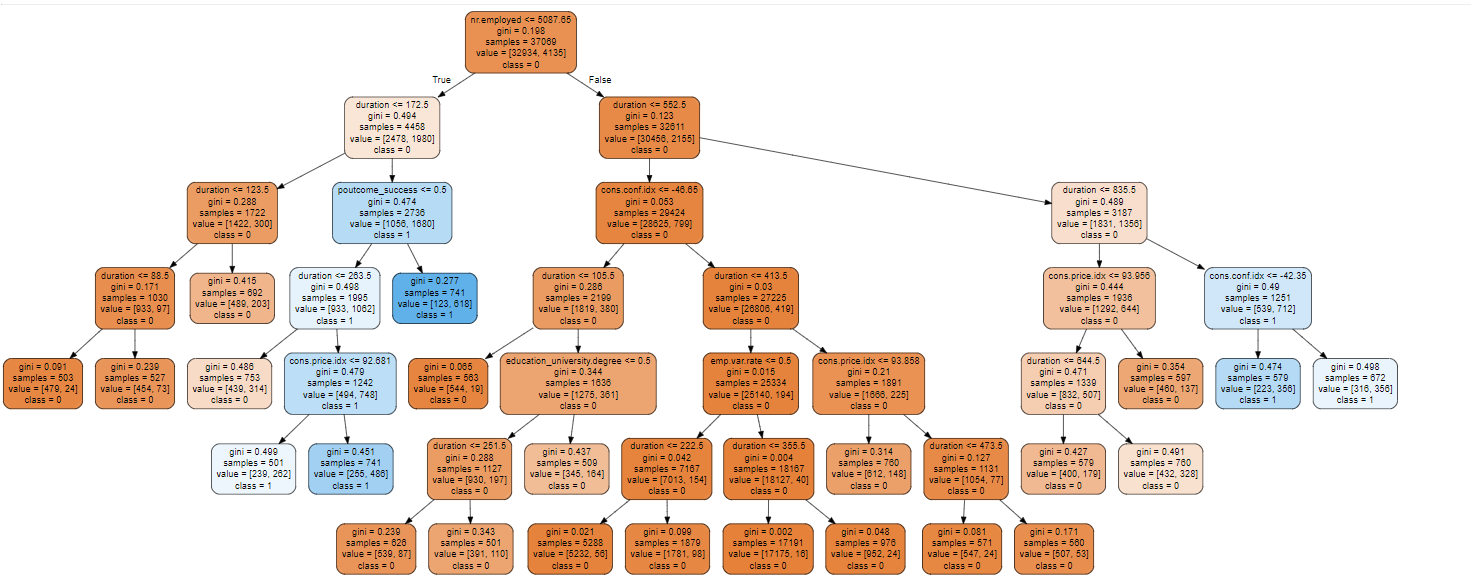 nr.employed <= 5087.65
gini = 0.198
samples = 37069
value = [32934, 4135]
class = 0
True
False
duration <= 172.5
gini = 0.494
samples = 4458
value = [2478, 1980]
class = 0
duration <= 552.5
gini = 0.123
samples = 32611
value = [30456, 2155]
class = 0
duration <= 123.5
gini = 0.288
samples = 1722
value = [1422, 300]
class = 0
poutcome_success <= 0.5
gini = 0.474
samples = 2736
value = [1056, 1680]
class = 1
cons.conf.idx <= -46.65
gini = 0.053
samples = 29424
value = [28625, 799]
class = 0
duration <= 835.5
gini = 0.489
samples = 3187
value = [1831, 1356]
class = 0
duration <= 88.5
gini = 0.171
samples = 1030
value = [933, 97]
class = 0
gini = 0.415
samples = 692
value = [489, 203]
class = 0
duration <= 263.5
gini = 0.498
samples = 1995
value = [933, 1062]
class = 1
gini = 0.277
samples = 741
value = [123, 618]
class = 1
duration <= 105.5
gini = 0.286
samples = 2199
value = [1819, 380]
class = 0
duration <= 413.5
gini = 0.03
samples = 27225
value = [26806, 419]
class = 0
cons.price.idx <= 93.956
gini = 0.444
samples = 1936
value = [1292, 644]
class = 0
cons.conf.idx <= -42.35
gini = 0.49
samples = 1251
value = [539, 712]
class = 1
gini = 0.091
samples = 503
value = [479, 24]
class = 0
gini = 0.239
samples = 527
value = [454, 73]
class = 0
gini = 0.486
samples = 753
value = [439, 314]
class = 0
cons.price.idx <= 92.681
gini = 0.479
samples = 1242
value = [494, 748]
class = 1
gini = 0.065
samples = 563
value = [544, 19]
class = 0
education_university.degree <= 0.5
gini = 0.344
samples = 1636
value = [1275, 361]
class = 0
emp.var.rate <= 0.5
gini = 0.015
samples = 25334
value = [25140, 194]
class = 0
cons.price.idx <= 93.858
gini = 0.21
samples = 1891
value = [1666, 225]
class = 0
duration <= 644.5
gini = 0.471
samples = 1339
value = [832, 507]
class = 0
gini = 0.354
samples = 597
value = [460, 137]
class = 0
gini = 0.474
samples = 579
value = [223, 356]
class = 1
gini = 0.498
samples = 672
value = [316, 356]
class = 1
gini = 0.499
samples = 501
value = [239, 262]
class = 1
gini = 0.451
samples = 741
value = [255, 486]
class = 1
duration <= 251.5
gini = 0.288
samples = 1127
value = [930, 197]
class = 0
gini = 0.437
samples = 509
value = [345, 164]
class = 0
duration <= 222.5
gini = 0.042
samples = 7167
value = [7013, 154]
class = 0
duration <= 355.5
gini = 0.004
samples = 18167
value = [18127, 40]
class = 0
gini = 0.314
samples = 760
value = [612, 148]
class = 0
duration <= 473.5
gini = 0.127
samples = 1131
value = [1054, 77]
class = 0
gini = 0.427
samples = 579
value = [400, 179]
class = 0
gini = 0.491
samples = 760
value = [432, 328]
class = 0
gini = 0.239
samples = 626
value = [539, 87]
class = 0
gini = 0.343
samples = 501
value = [391, 110]
class = 0
gini = 0.021
samples = 5288
value = [5232, 56]
class = 0
gini = 0.099
samples = 1879
value = [1781, 98]
class = 0
gini = 0.002
samples = 17191
value = [17175, 16]
class = 0
gini = 0.048
samples = 976
value = [952, 24]
class = 0
gini = 0.081
samples = 571
value = [547, 24]
class = 0
gini = 0.171
samples = 560
value = [507, 53]
class = 0